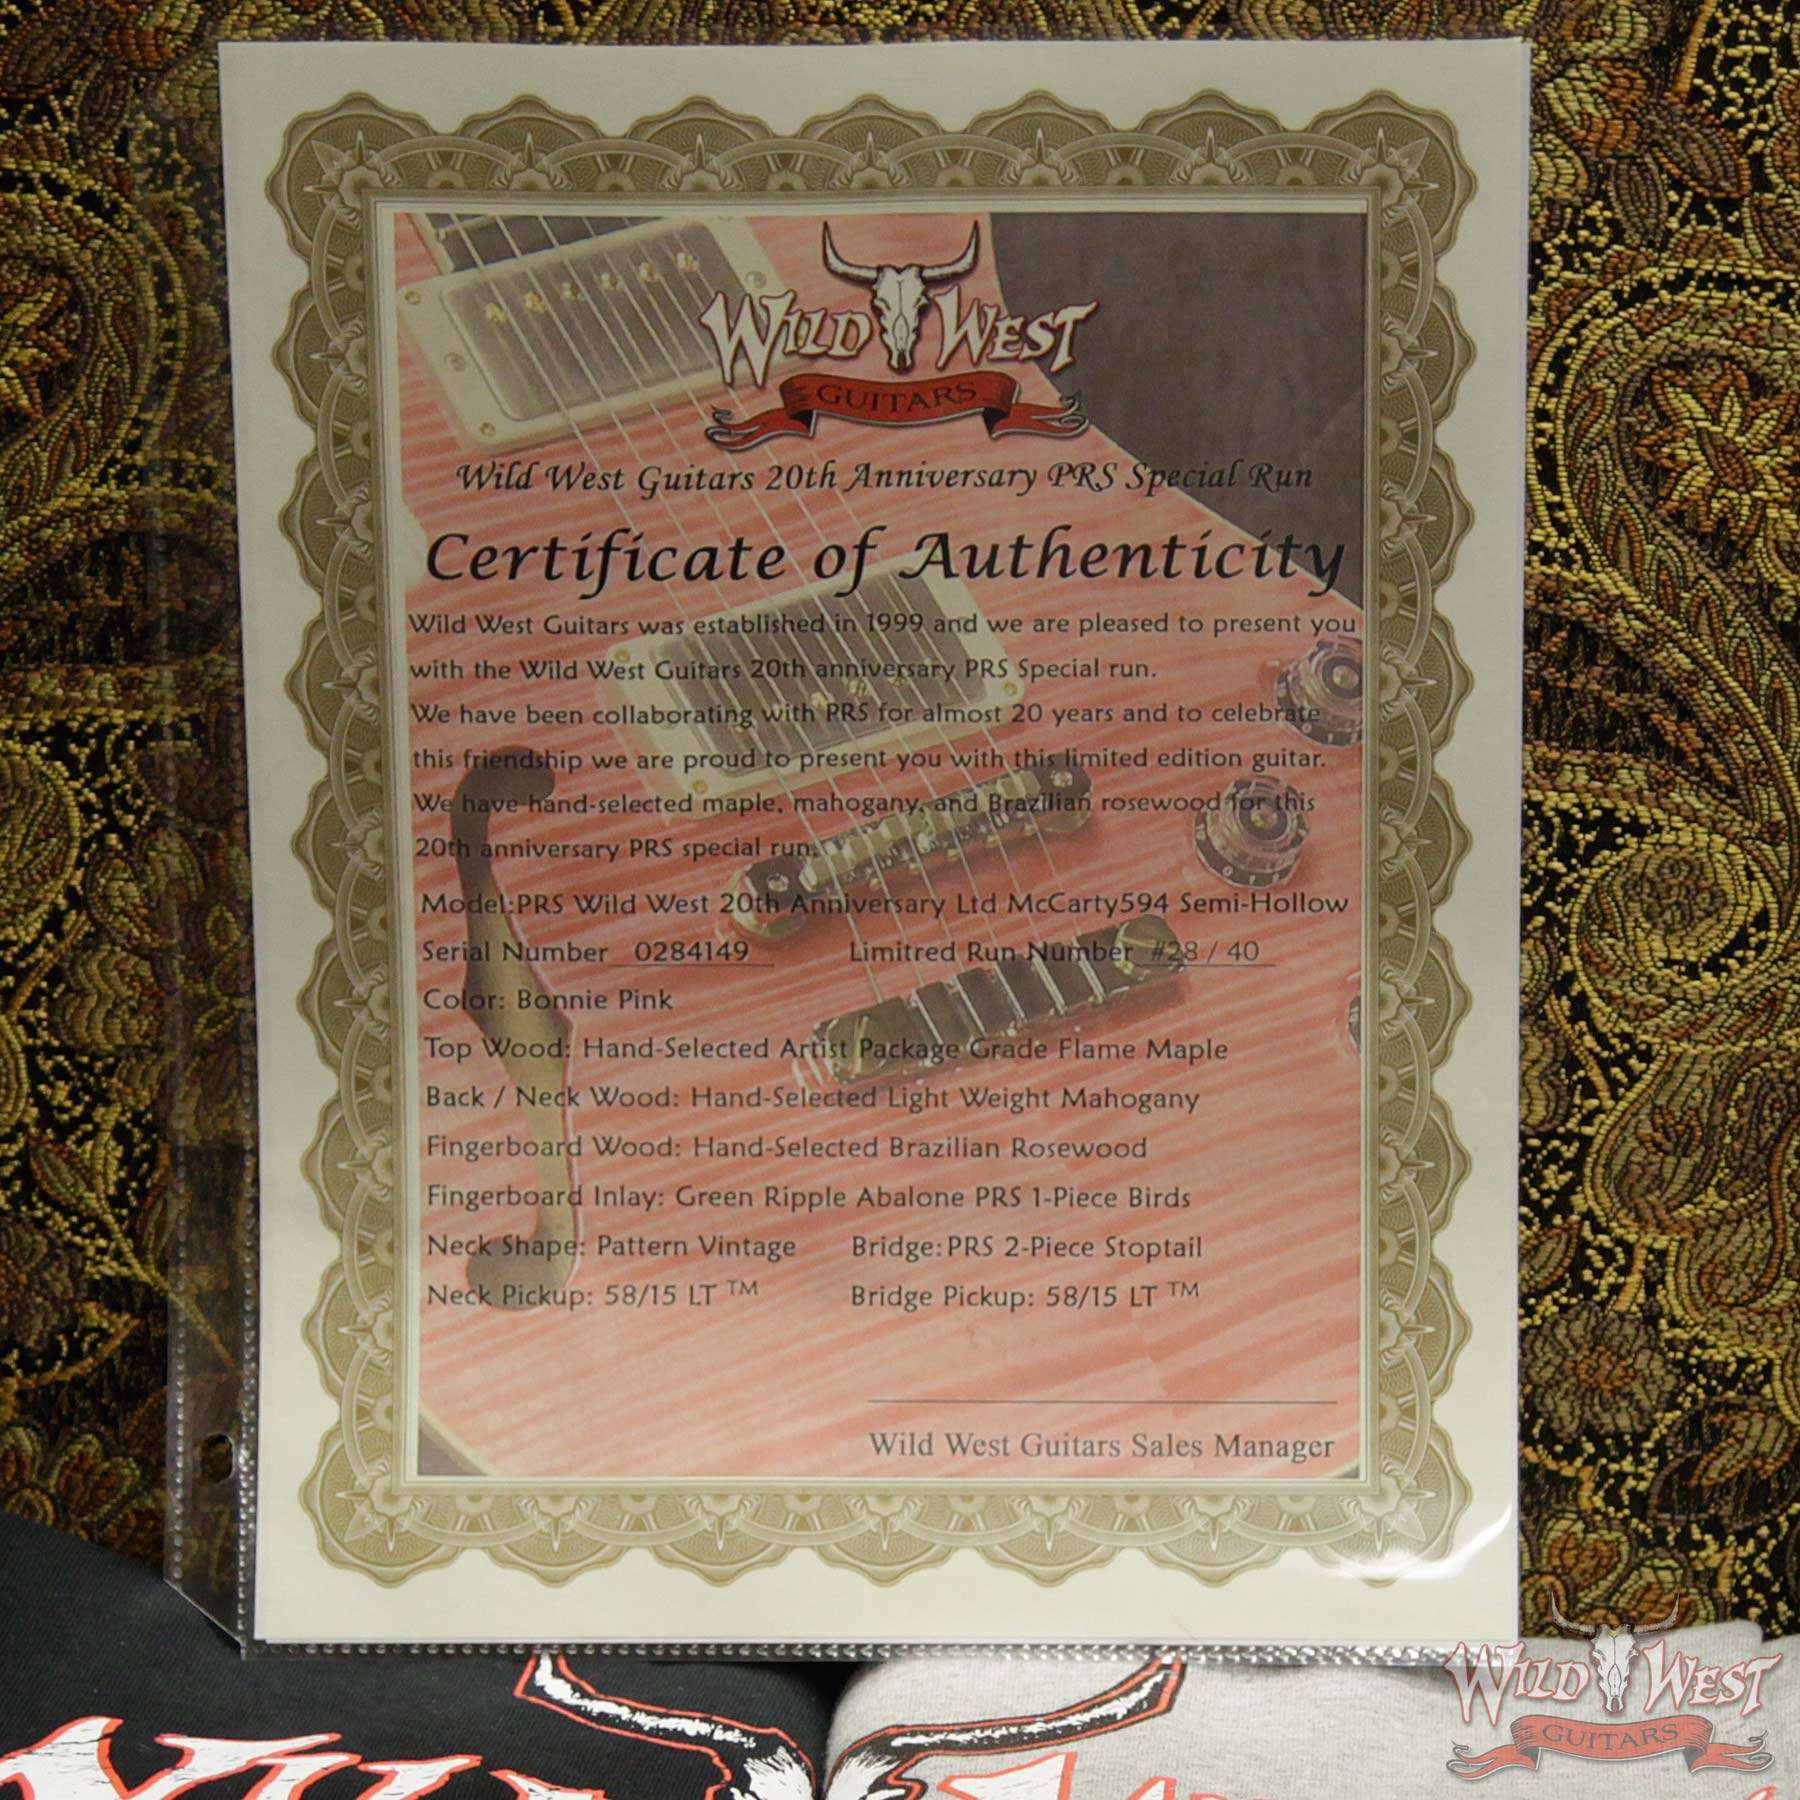 WILD WEST
GUITARS
Wild West Guitars 20th Anniversary PRS Special Run
Certificate of Authenticity
Wild West Guitars was established in 1999 and we are pleased to present you
with the Wild West Guitars 20th anniversary PRS Special run.
We have been collaborating with PRS for almost 20 years and to celebrate
this friendship we are proud to present you with this limited edition guitar.
We have hand-selected maple, mahogany, and Brazilian rosewood for this
20th anniversary PRS special run.
Model:PRS Wild West 20th Anniversary Ltd McCarty594 Semi-Hollow
Serial Number 0284149 Limitred Run Number #28 / 40
Color: Bonnie Pink
Top Wood: Hand-Selected Artist Package Grade Flame Maple
Back / Neck Wood: Hand-Selected Light Weight Mahogany
Fingerboard Wood: Hand-Selected Brazilian Rosewood
Fingerboard Inlay: Green Ripple Abalone PRS 1-Piece Birds
Neck Shape: Pattern Vintage Bridge: PRS 2-Piece Stoptail
Neck Pickup: 58/15 LT ™ Bridge Pickup: 58/15 LT ™
Wild West Guitars Sales Manager
WILD WEST
GUITARS